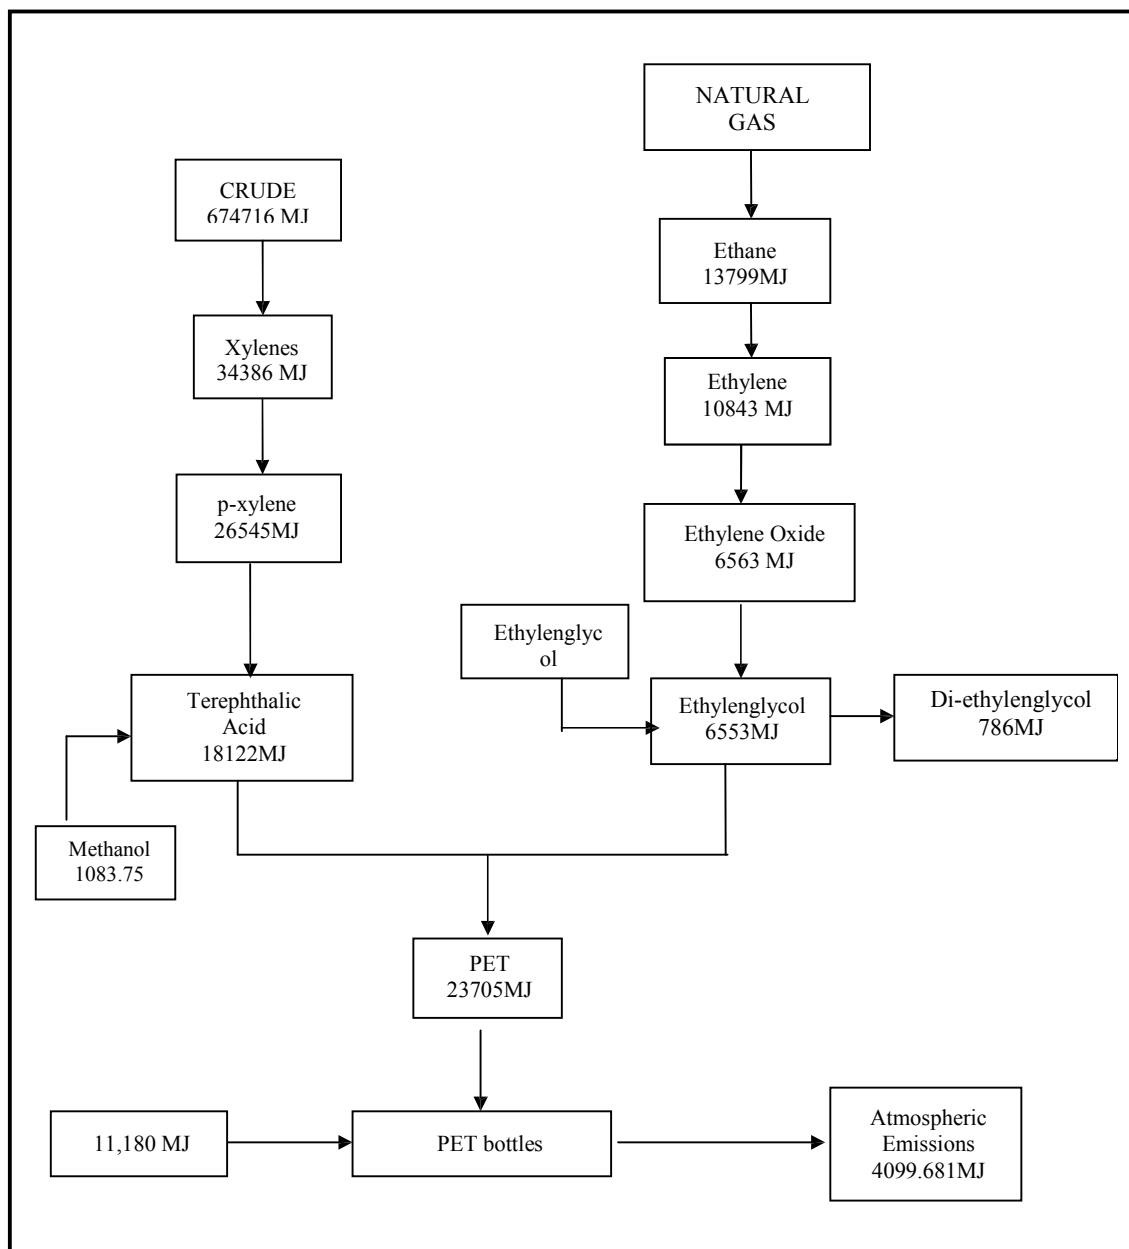 NATURAL
GAS
CRUDE
674716 MJ
Ethane
13799MJ
Xylenes
34386 MJ
Ethylene
10843 MJ
p-xylene
26545MJ
Ethylene Oxide
6563 MJ
Ethylenglyc
ol
Terephthalic
Acid
18122MJ
Ethylenglycol
6553MJ
Di-ethylenglycol
786MJ
Methanol
1083.75
PET
23705MJ
11,180 MJ
PET bottles
Atmospheric
Emissions
4099.681MJ